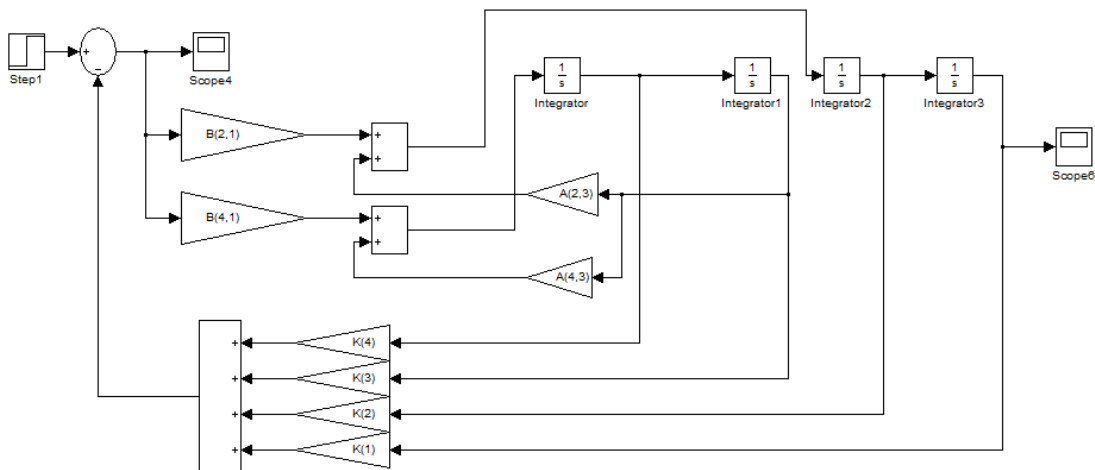 Step1
+
−
Scope4
B(2,1)
B(4,1)
+
+
+
+
1
s
Integrator
1
s
Integrator1
1
s
Integrator2
1
s
Integrator3
Scope6
A(2,3)
A(4,3)
+
K(4)
+
K(3)
+
K(2)
+
K(1)